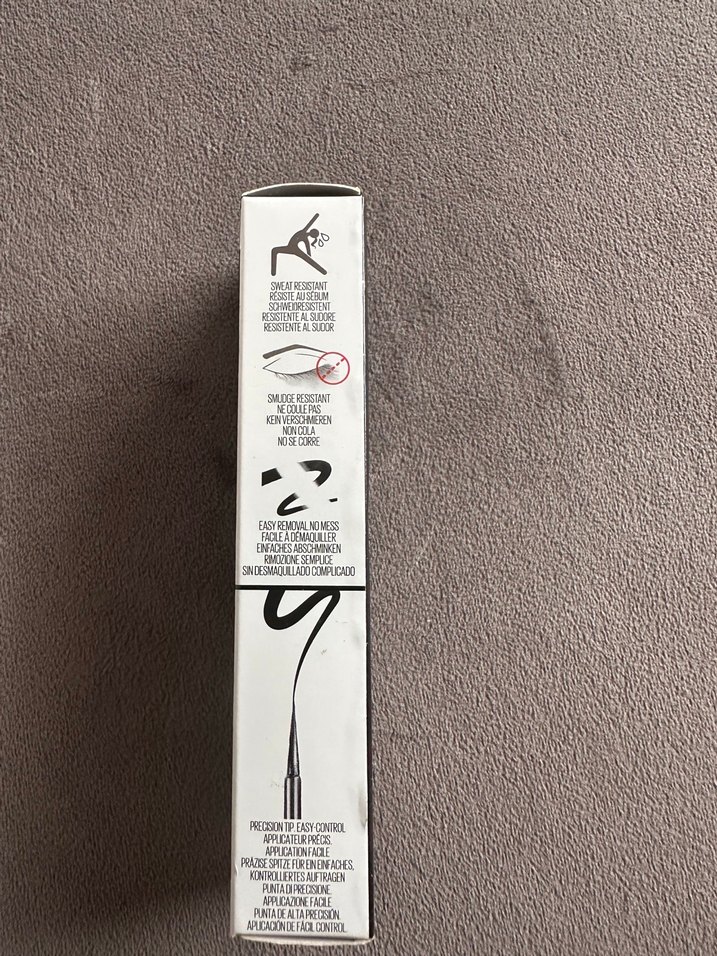 SWEAT RESISTANT
RÉSISTE AU SÉBUM
SCHWEIẞRESISTENT
RESISTENTE AL SUDORE
RESISTENTE AL SUDOR
SMUDGE RESISTANT
NE COULE PAS
KEIN VERSCHMIEREN
NON COLA
NO SE CORRE
EASY REMOVAL.NO MESS
FACILE À DÉMAQUILLER
EINFACHES ABSCHMINKEN
RIMOZIONE SEMPLICE
SIN DESMAQUILLADO COMPLICADO
PRECISION TIP. EASY-CONTROL
APPLICATEUR PRÉCIS.
APPLICATION FACILE
PRÄZISE SPITZE FÜR EIN EINFACHES,
KONTROLLIERTES AUFTRAGEN
PUNTA DI PRECISIONE.
APPLICAZIONE FACILE
PUNTA DE ALTA PRECISIÓN.
APLICACIÓN DE FÁCIL CONTROL.